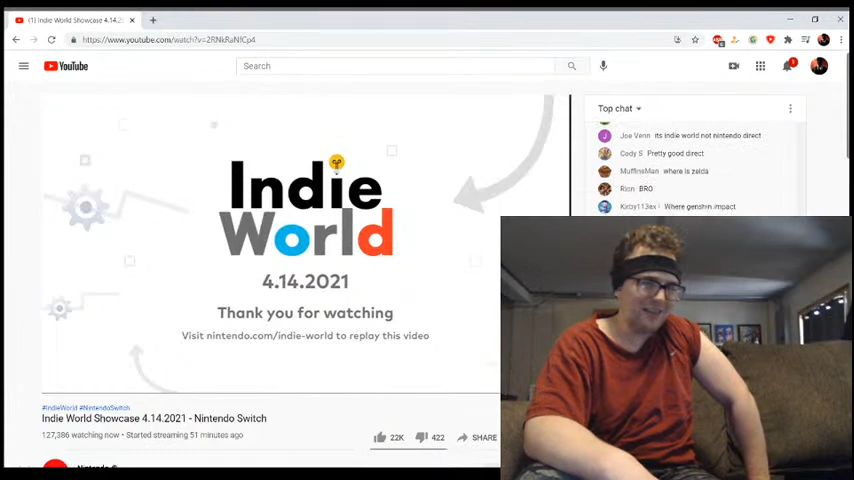 (1) Indie World Showcase 4.14.2
https://www.youtube.com/watch?v=2RNkRaNfCp4
YouTube
Search
1
Top chat
Joe Venn its indie world not nintendo direct
Cody S Pretty good direct
MuffinsMan where is zelda
Rian BRO
Kirby113ex Where genshin impact
Indie
World
4.14.2021
Thank you for watching
Visit nintendo.com/indie-world to replay this video
#IndieWorld #NintendoSwitch
Indie World Showcase 4.14.2021 - Nintendo Switch
127,386 watching now • Started streaming 51 minutes ago
22K
422
SHARE